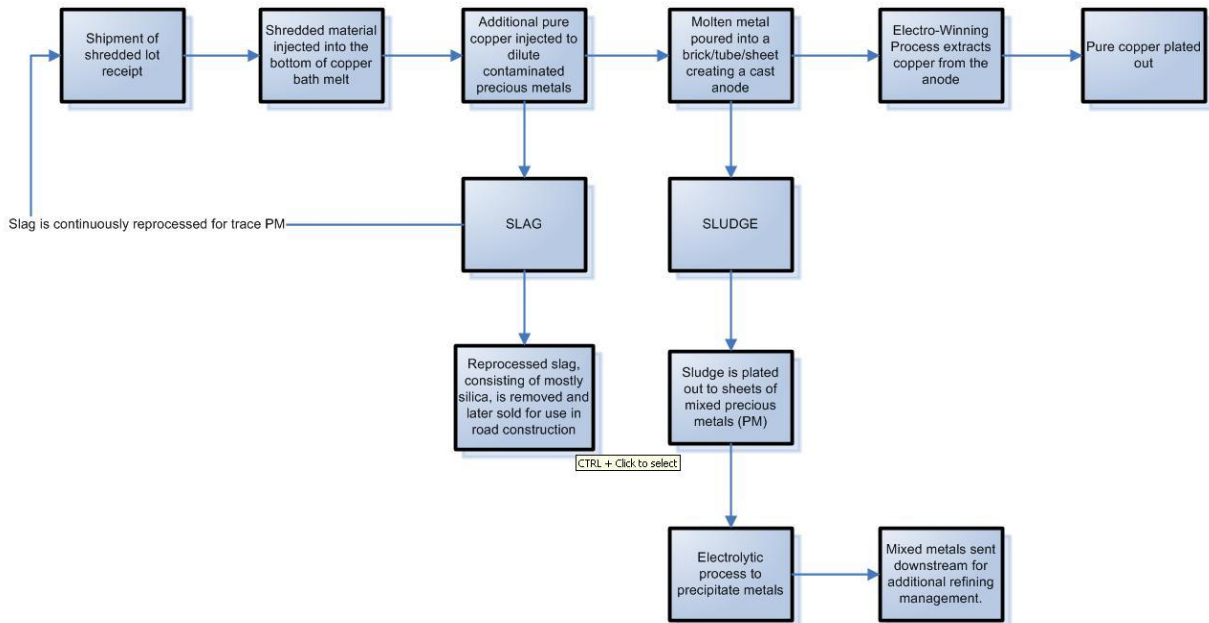 Shipment of
shredded lot
receipt
Shredded material
injected into the
bottom of copper
bath melt
Additional pure
copper injected to
dilute
contaminated
precious metals
Molten metal
poured into a
brick/tube/sheet
creating a cast
anode
Electro-Winning
Process extracts
copper from the
anode
Pure copper plated
out
Slag is continuously reprocessed for trace PM
SLAG
SLUDGE
Reprocessed slag,
consisting of mostly
silica, is removed and
later sold for use in
road construction
Sludge is plated
out to sheets of
mixed precious
metals (PM)
CTRL + Click to select
Electrolytic
process to
precipitate metals
Mixed metals sent
downstream for
additional refining
management.